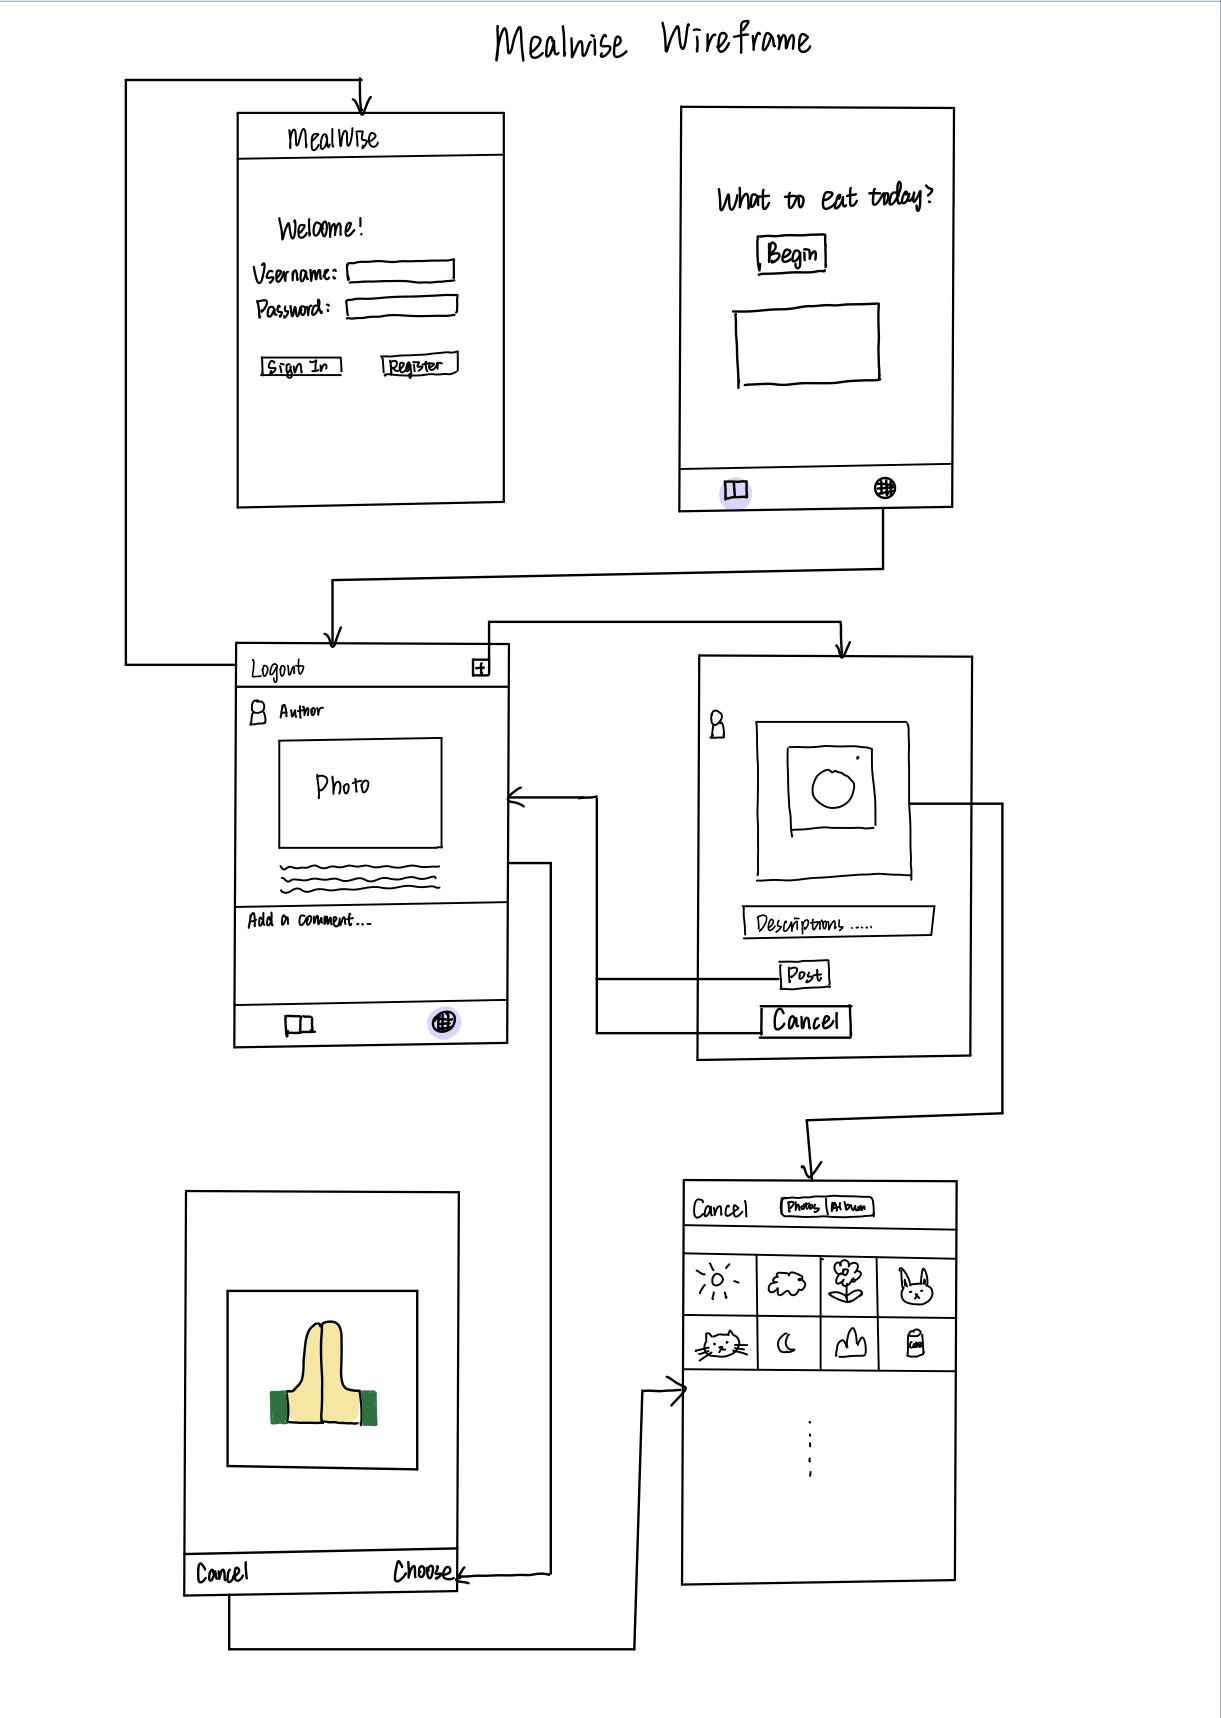 Mealwise Wireframe
MealWise
Welcome!
Username:
Password:
Sign In
Register
What to eat today?
Begin
Logout
Author
Photo
Add a comment...
Descriptions .....
Post
Cancel
Cancel
Choose
Cancel
Photos | Album
Coke